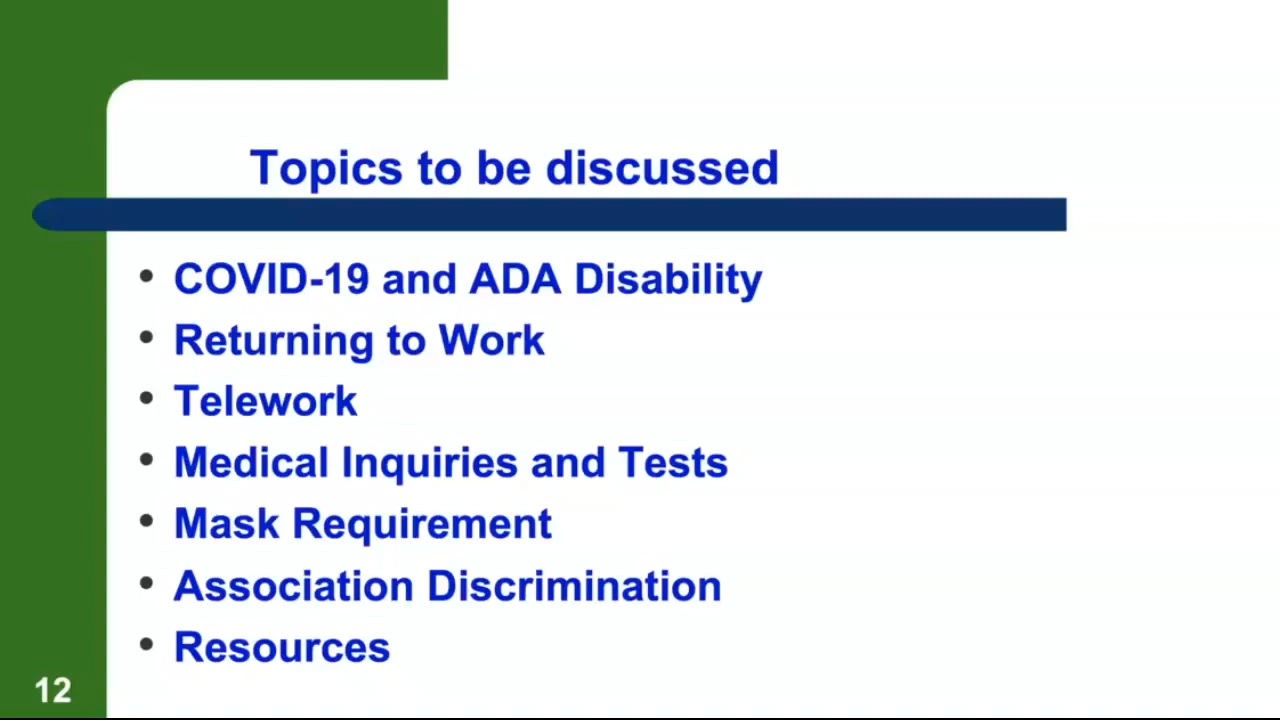 Topics to be discussed
• COVID-19 and ADA Disability
• Returning to Work
• Telework
• Medical Inquiries and Tests
• Mask Requirement
• Association Discrimination
• Resources
12